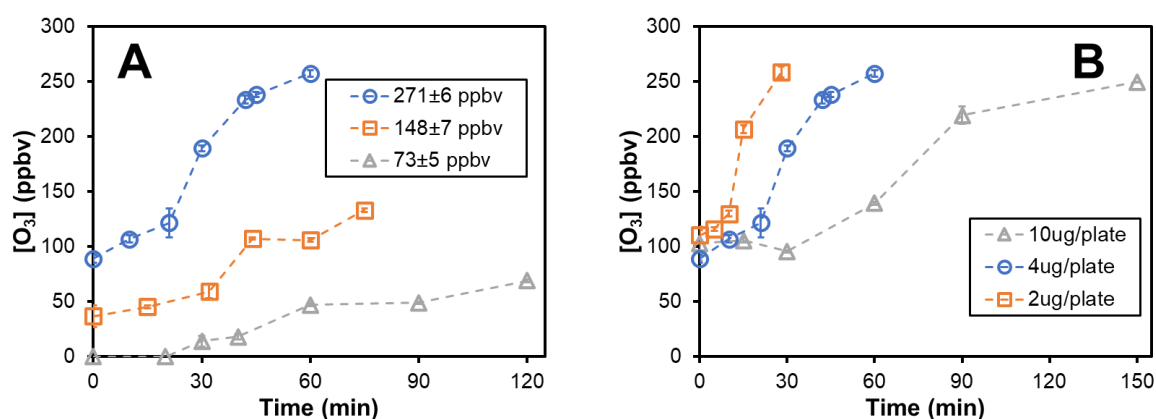 A
[O₃] (ppbv)
300
250
200
150
100
50
0
271±6 ppbv
148±7 ppbv
73±5 ppbv
0 30 60 90 120
Time (min)
B
[O₃] (ppbv)
300
250
200
150
100
50
0
10ug/plate
4ug/plate
2ug/plate
0 30 60 90 120 150
Time (min)